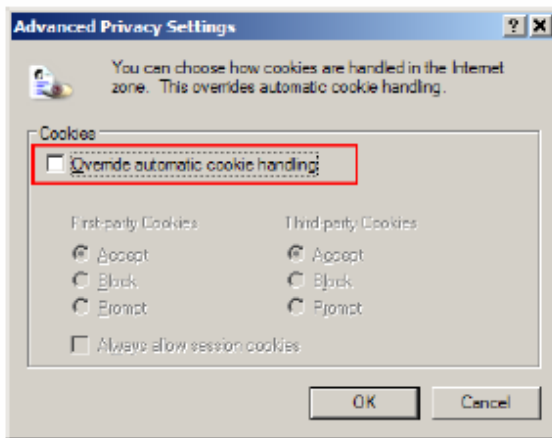 Advanced Privacy Settings
You can choose how cookies are handled in the Internet
zone. This overrides automatic cookie handling.
Cookies
Override automatic cookie handling
First-party Cookies Third-party Cookies
Accept Accept
Block Block
Prompt Prompt
Always allow session cookies
OK Cancel